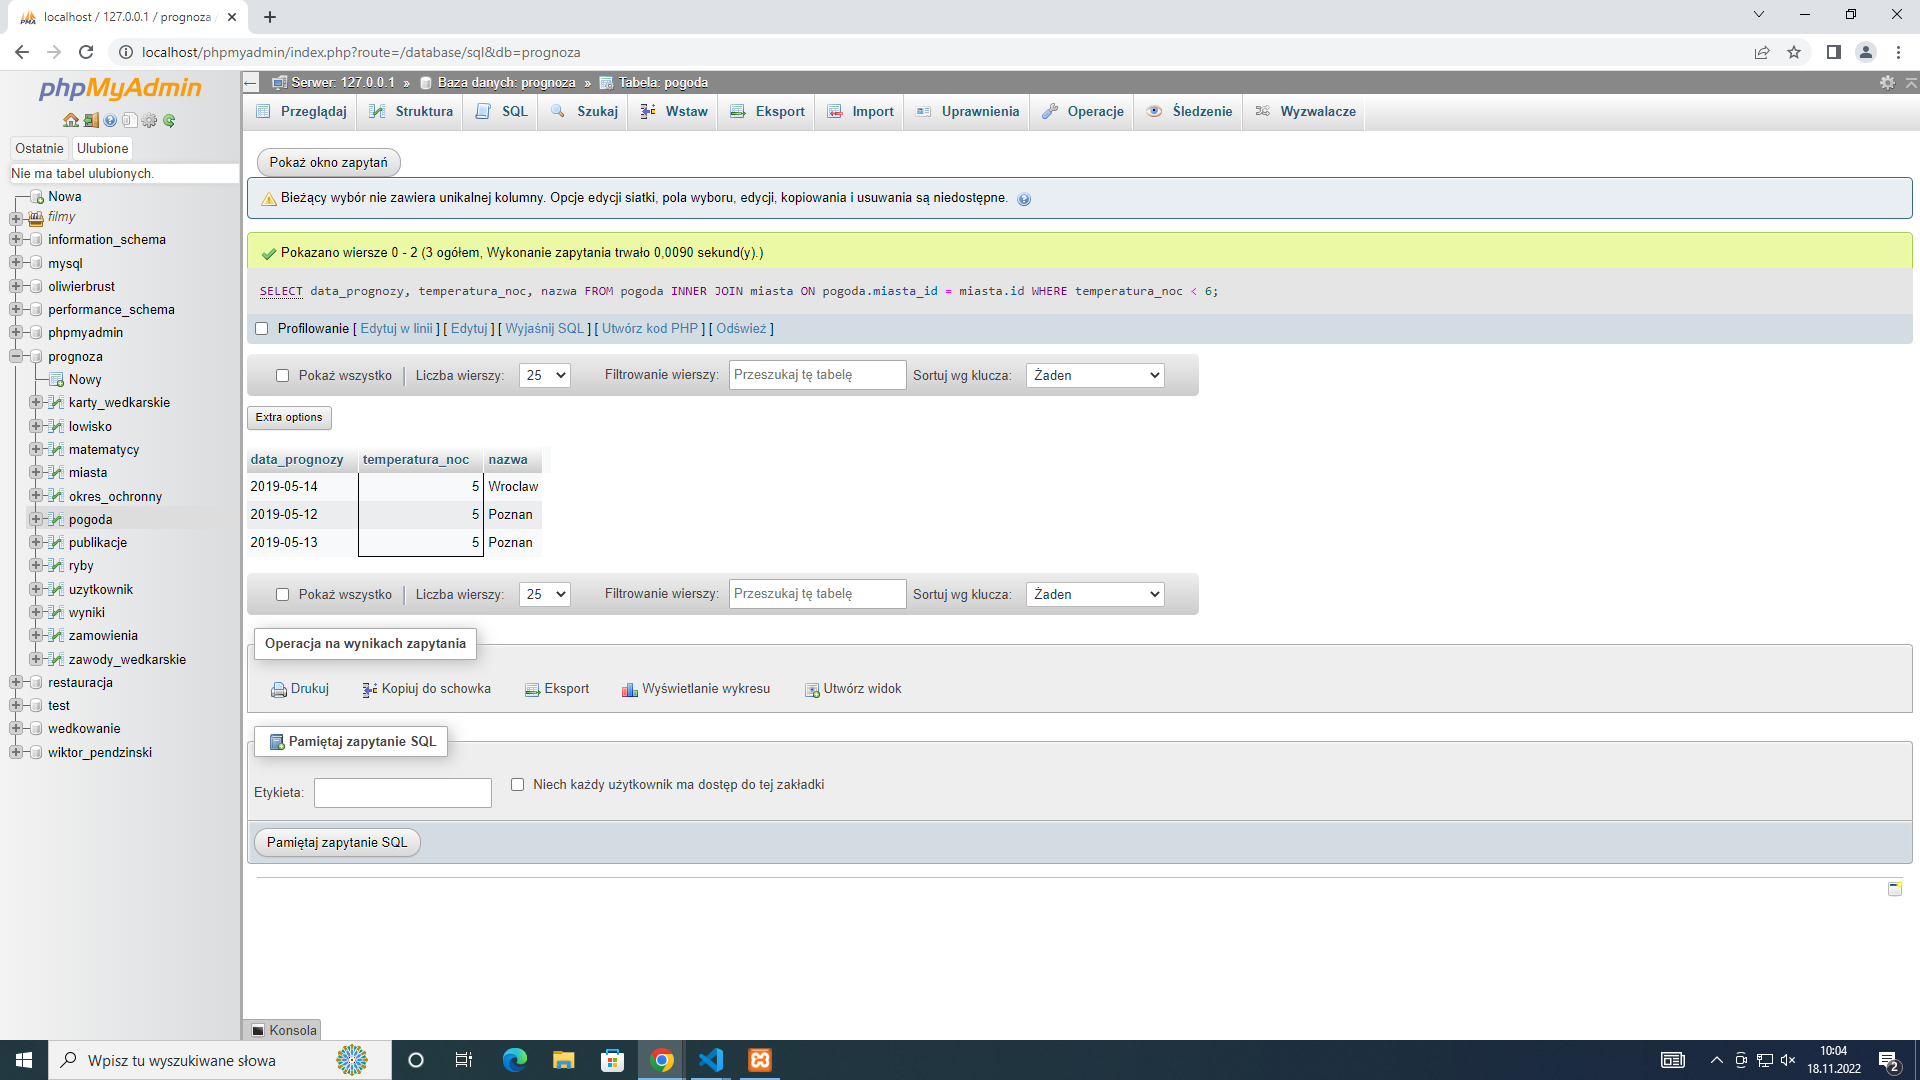 localhost / 127.0.0.1 / prognoza
localhost/phpmyadmin/index.php?route=/database/sql&db=prognoza
phpMyAdmin
Ostatnie
Ulubione
Nie ma tabel ulubionych.
Nowa
filmy
information_schema
mysql
oliwierbrust
performance_schema
phpmyadmin
prognoza
Nowy
karty_wedkarskie
lowisko
matematycy
miasta
okres_ochronny
pogoda
publikacje
ryby
uzytkownik
wyniki
zamowienia
zawody_wedkarskie
restauracja
test
wedkowanie
wiktor_pendzinski
Serwer: 127.0.0.1 » Baza danych: prognoza » Tabela: pogoda
Przeglądaj Struktura SQL Szukaj Wstaw Eksport Import Uprawnienia Operacje Śledzenie Wyzwalacze
Pokaż okno zapytań
Bieżący wybór nie zawiera unikalnej kolumny. Opcje edycji siatki, pola wyboru, edycji, kopiowania i usuwania są niedostępne.
Pokazano wiersze 0 - 2 (3 ogółem, Wykonanie zapytania trwało 0,0090 sekund(y).)
SELECT data_prognozy, temperatura_noc, nazwa FROM pogoda INNER JOIN miasta ON pogoda.miasta_id = miasta.id WHERE temperatura_noc < 6;
Profilowanie [ Edytuj w linii ] [ Edytuj ] [ Wyjaśnij SQL ] [ Utwórz kod PHP ] [ Odśwież ]
Pokaż wszystko Liczba wierszy: 25 Filtrowanie wierszy: Przeszukaj tę tabelę Sortuj wg klucza: Żaden
Extra options
data_prognozy temperatura_noc nazwa
2019-05-14 5 Wroclaw
2019-05-12 5 Poznan
2019-05-13 5 Poznan
Pokaż wszystko Liczba wierszy: 25 Filtrowanie wierszy: Przeszukaj tę tabelę Sortuj wg klucza: Żaden
Operacja na wynikach zapytania
Drukuj Kopiuj do schowka Eksport Wyświetlanie wykresu Utwórz widok
Pamiętaj zapytanie SQL
Etykieta: Niech każdy użytkownik ma dostęp do tej zakładki
Pamiętaj zapytanie SQL
Konsola
Wpisz tu wyszukiwane słowa
10:04
18.11.2022
2